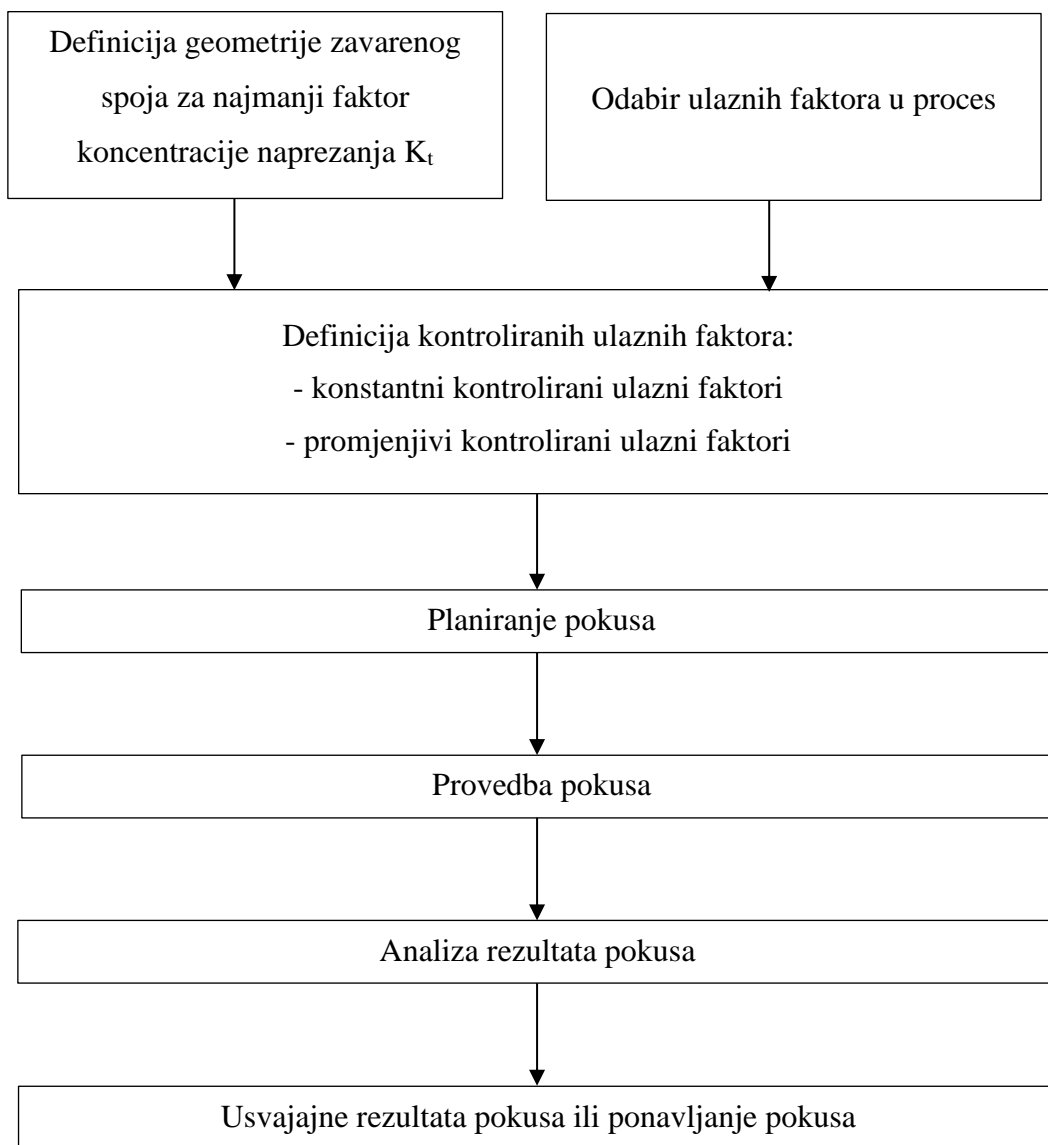 Definicija geometrije zavarenog
spoja za najmanji faktor
koncentracije naprezanja Kt
Odabir ulaznih faktora u proces
Definicija kontroliranih ulaznih faktora:
- konstantni kontrolirani ulazni faktori
- promjenjivi kontrolirani ulazni faktori
Planiranje pokusa
Provedba pokusa
Analiza rezultata pokusa
Usvajajne rezultata pokusa ili ponavljanje pokusa